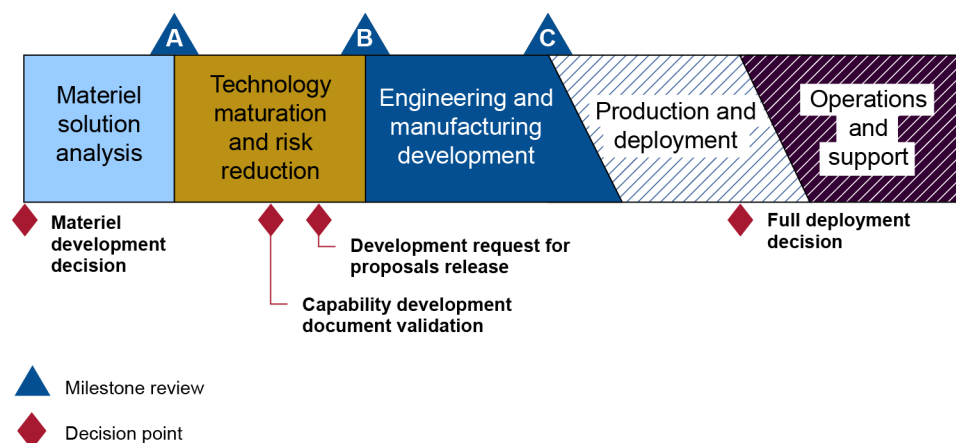 A
B
C
Materiel
solution
analysis
Technology
maturation
and risk
reduction
Engineering and
manufacturing
development
Production and
deployment
Operations
and
support
Materiel
development
decision
Development request for
proposals release
Capability development
document validation
Full deployment
decision
Milestone review
Decision point